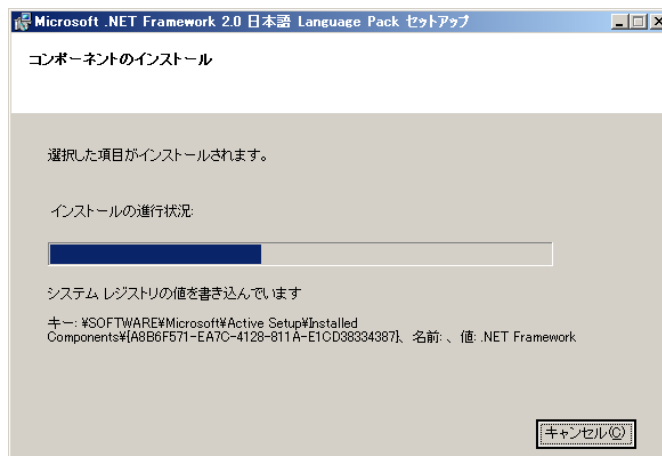 Microsoft .NET Framework 2.0 日本語 Language Pack セットアップ
コンポーネントのインストール
選択した項目がインストールされます。
インストールの進行状況:
システム レジストリの値を書き込んでいます
キー: ¥SOFTWARE¥Microsoft¥Active Setup¥Installed
Components¥{A8B6F571-EA7C-4128-811A-E1CD38334387}、名前: 、値: .NET Framework
キャンセル(C)